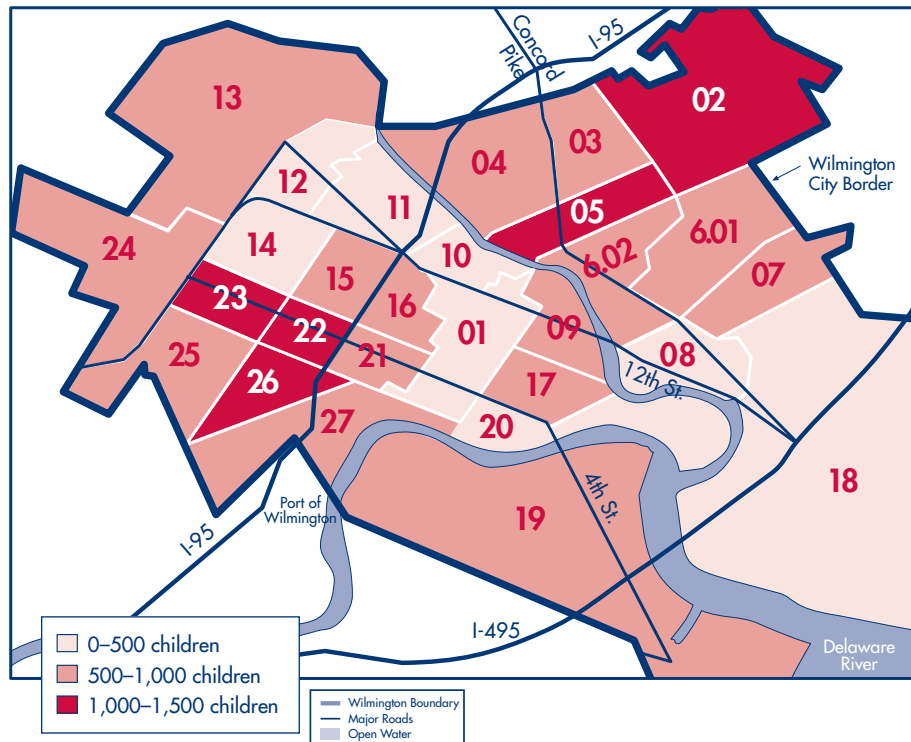 Concord
Pike
I-95
13
02
03
04
Wilmington
City Border
12
11
05
24
14
10
6.01
6.02
07
15
23
16
22
01
09
25
21
08
26
12th St.
17
27
20
18
4th St.
19
Port of
Wilmington
I-95
I-495
0–500 children
500–1,000 children
1,000–1,500 children
Delaware
River
Wilmington Boundary
Major Roads
Open Water